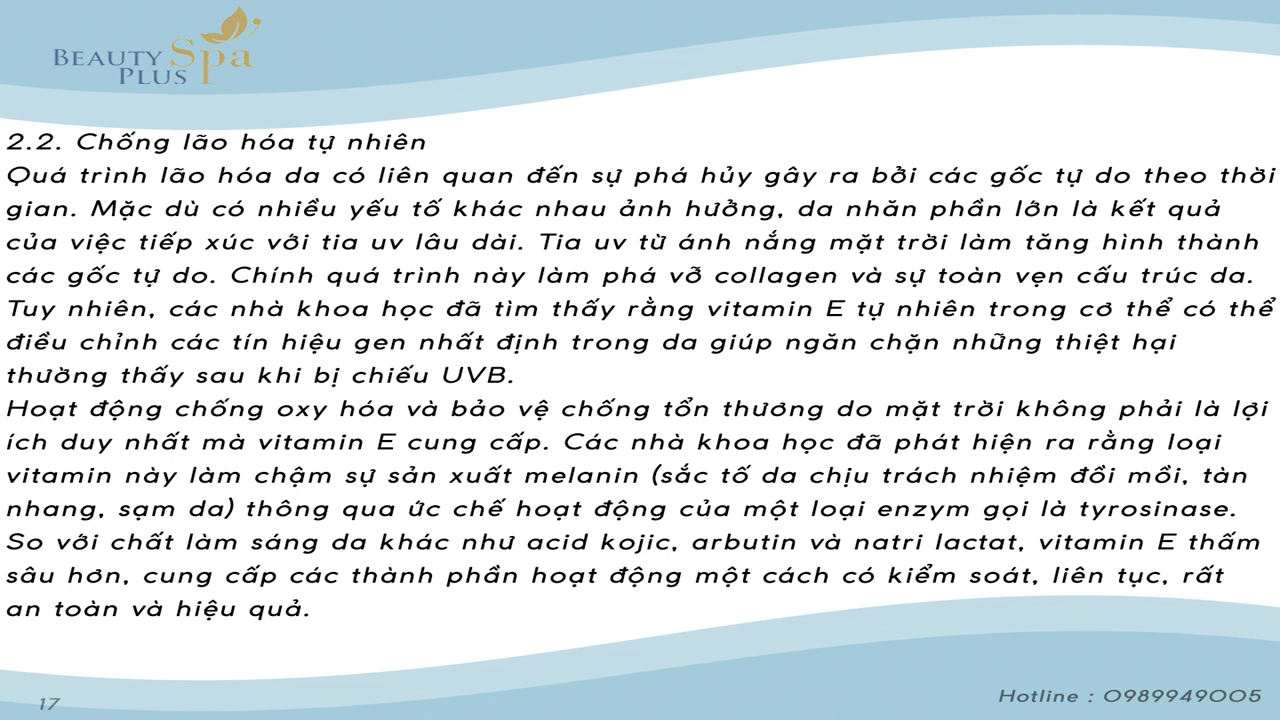 BEAUTY Spa
PLUS
2.2. Chống lão hóa tự nhiên
Quá trình lão hóa da có liên quan đến sự phá hủy gây ra bởi các gốc tự do theo thời
gian. Mặc dù có nhiều yếu tố khác nhau ảnh hưởng, da nhăn phần lớn là kết quả
của việc tiếp xúc với tia uv lâu dài. Tia uv từ ánh nắng mặt trời làm tăng hình thành
các gốc tự do. Chính quá trình này làm phá vỡ collagen và sự toàn vẹn cấu trúc da.
Tuy nhiên, các nhà khoa học đã tìm thấy rằng vitamin E tự nhiên trong cơ thể có thể
điều chỉnh các tín hiệu gen nhất định trong da giúp ngăn chặn những thiệt hại
thường thấy sau khi bị chiếu UVB.
Hoạt động chống oxy hóa và bảo vệ chống tổn thương do mặt trời không phải là lợi
ích duy nhất mà vitamin E cung cấp. Các nhà khoa học đã phát hiện ra rằng loại
vitamin này làm chậm sự sản xuất melanin (sắc tố da chịu trách nhiệm đồi mồi, tàn
nhang, sạm da) thông qua ức chế hoạt động của một loại enzym gọi là tyrosinase.
So với chất làm sáng da khác như acid kojic, arbutin và natri lactat, vitamin E thấm
sâu hơn, cung cấp các thành phần hoạt động một cách có kiểm soát, liên tục, rất
an toàn và hiệu quả.
17
Hotline : 0989949005